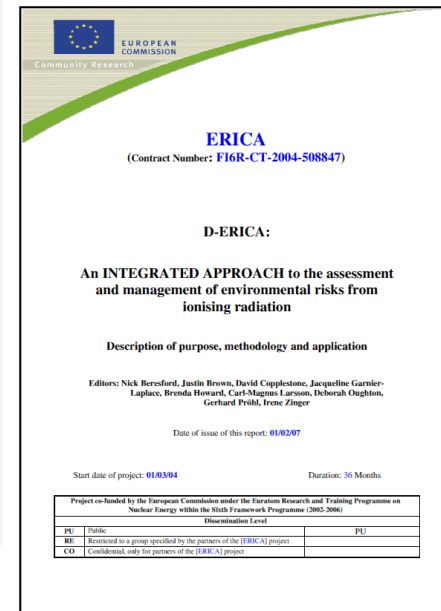 EUROPEAN
COMMISSION
Community Research
ERICA
(Contract Number: FI6R-CT-2004-508847)
D-ERICA:
An INTEGRATED APPROACH to the assessment
and management of environmental risks from
ionising radiation
Description of purpose, methodology and application
Editors: Nick Beresford, Justin Brown, David Copplestone, Jacqueline Garnier-
Laplace, Brenda Howard, Carl-Magnus Larsson, Deborah Oughton,
Gerhard Pröhl, Irene Zinger
Date of issue of this report: 01/02/07
Start date of project: 01/03/04 Duration: 36 Months
Project co-funded by the European Commission under the Euratom Research and Training Programme on
Nuclear Energy within the Sixth Framework Programme (2002-2006)
Dissemination Level
PU Public PU
RE Restricted to a group specified by the partners of the [ERICA] project
CO Confidential, only for partners of the [ERICA] project